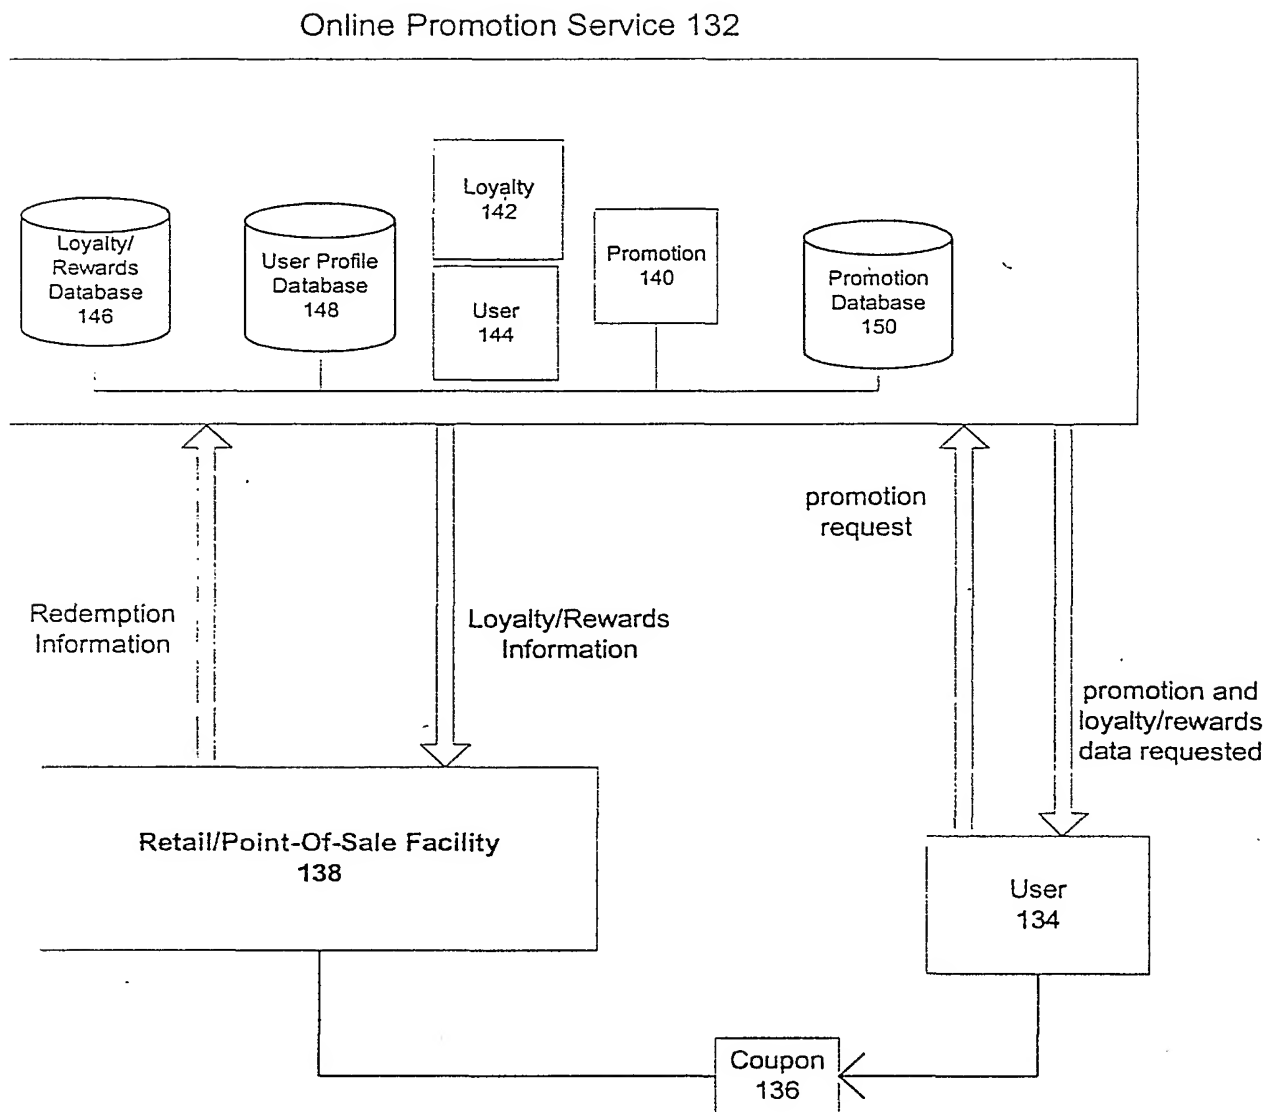 Online Promotion Service 132
Loyalty/
Rewards
Database
146
User Profile
Database
148
Loyalty
142
User
144
Promotion
140
Promotion
Database
150
Redemption
Information
Loyalty/Rewards
Information
promotion
request
promotion and
loyalty/rewards
data requested
Retail/Point-Of-Sale Facility
138
User
134
Coupon
136